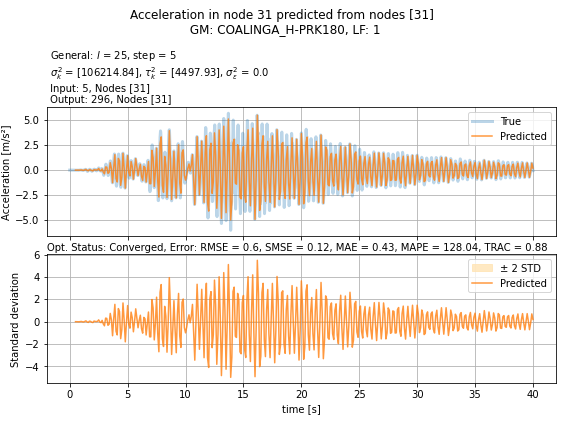 Acceleration in node 31 predicted from nodes [31]
GM: COALINGA_H-PRK180, LF: 1
General: l = 25, step = 5
σ²ₖ = [106214.84], τ²ₖ = [4497.93], σ²ε = 0.0
Input: 5, Nodes [31]
Output: 296, Nodes [31]
Acceleration [m/s²]
5.0
2.5
0.0
−2.5
−5.0
True
Predicted
Opt. Status: Converged, Error: RMSE = 0.6, SMSE = 0.12, MAE = 0.43, MAPE = 128.04, TRAC = 0.88
Standard deviation
6
4
2
0
−2
−4
± 2 STD
Predicted
0 5 10 15 20 25 30 35 40
time [s]